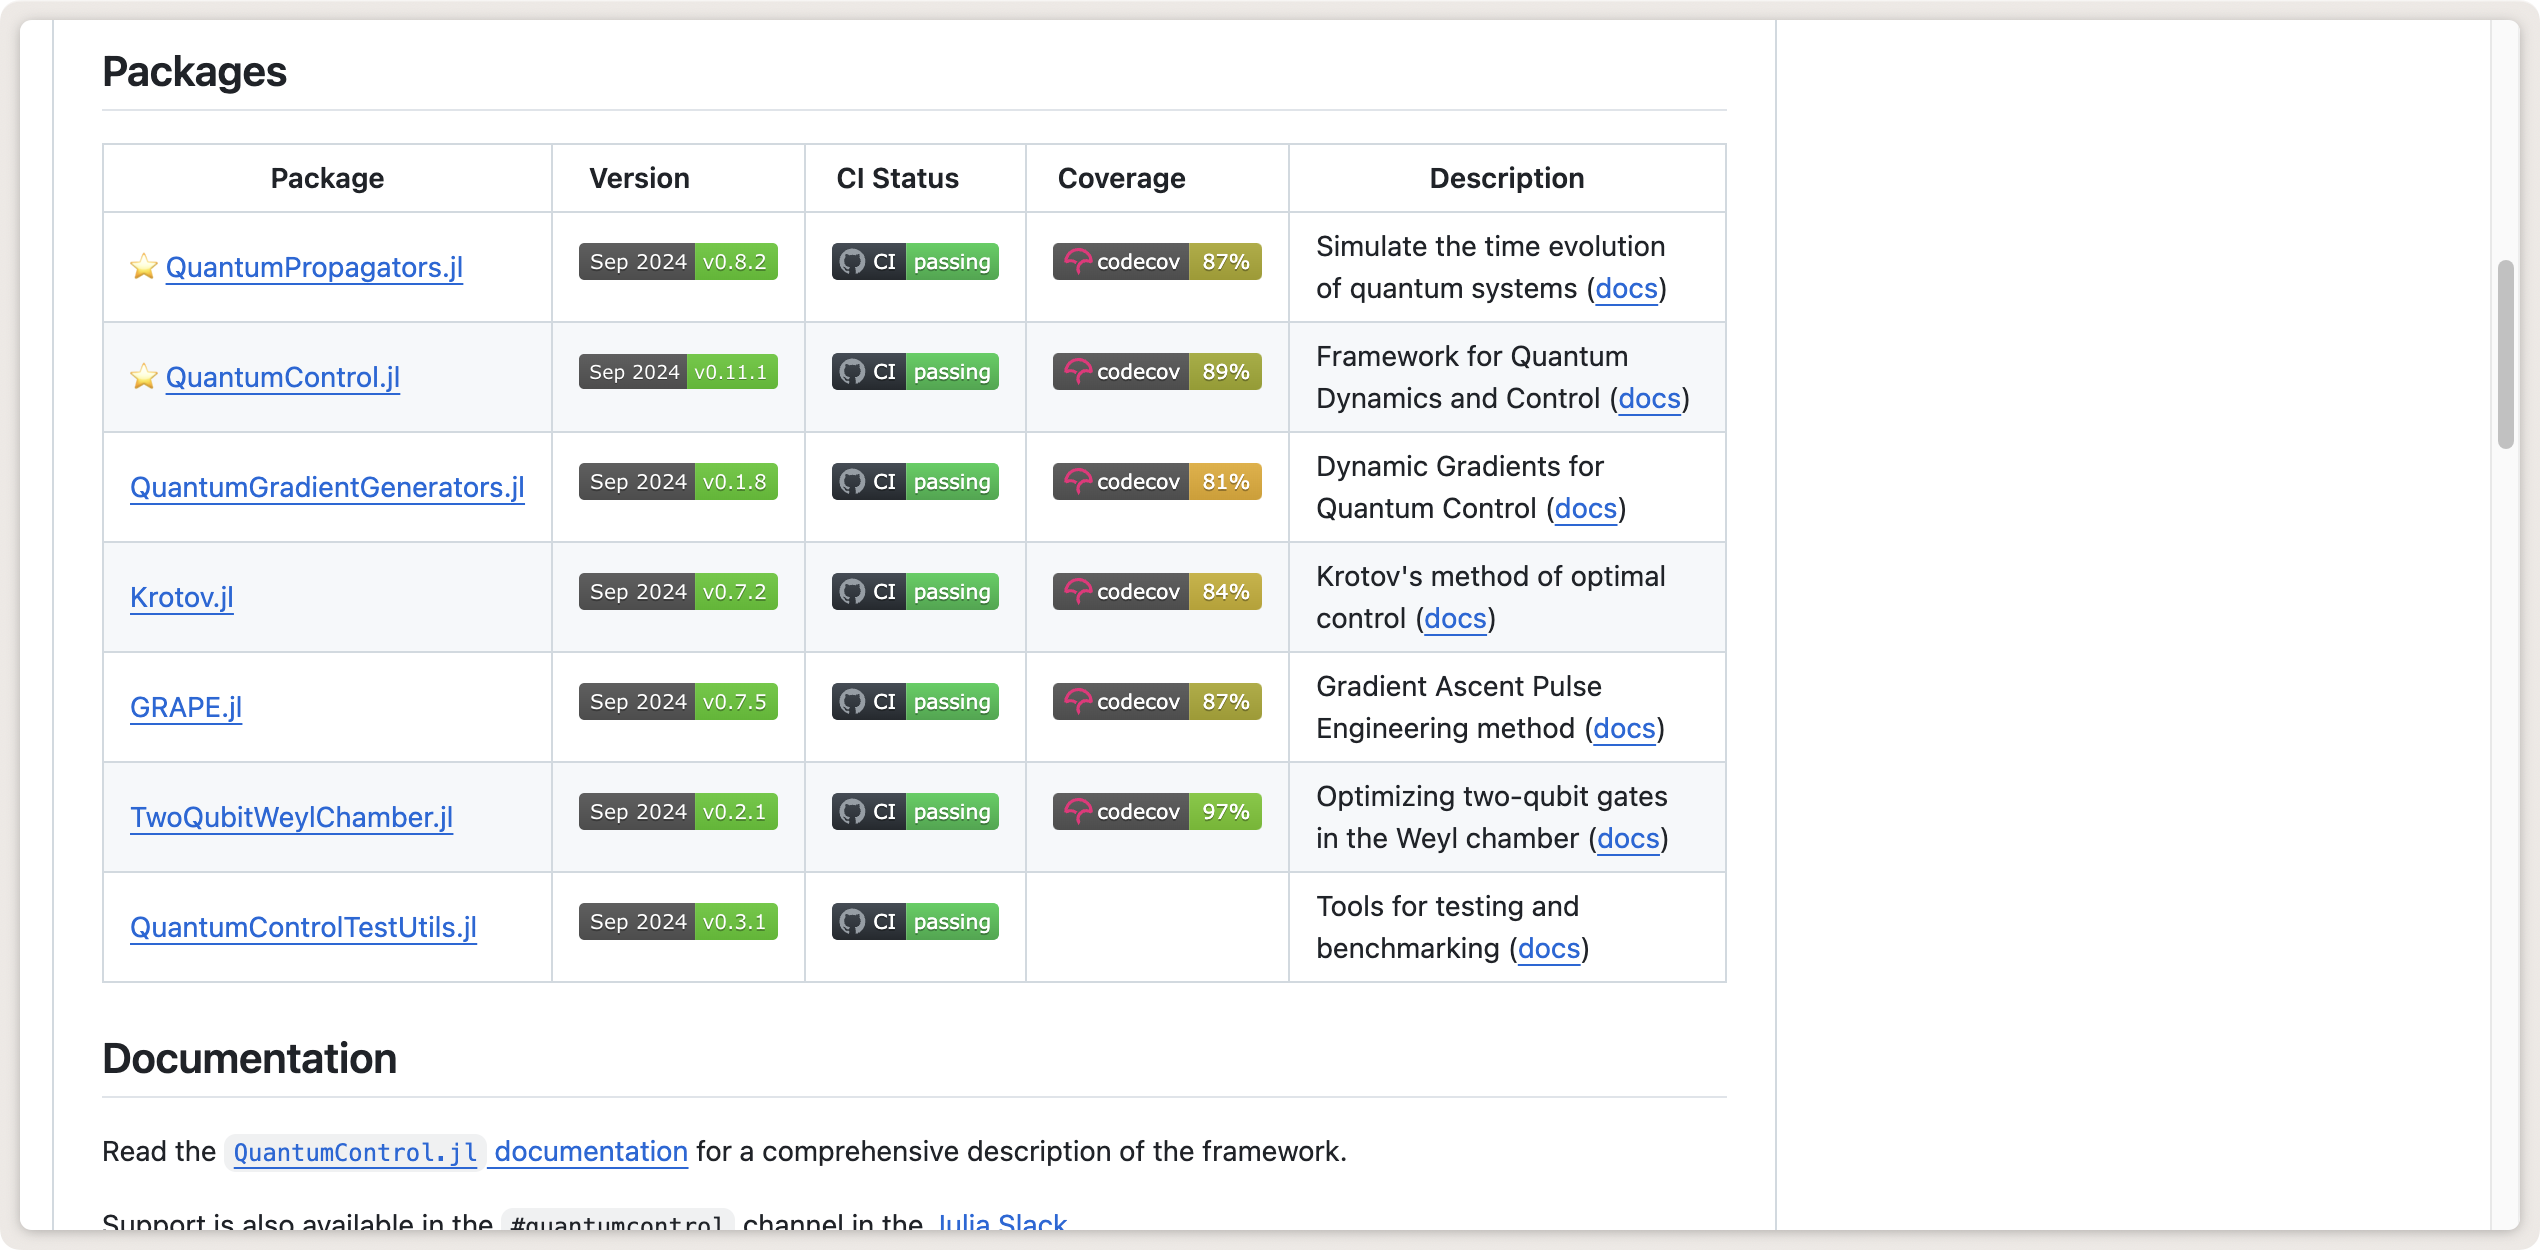 Packages
Package Version CI Status Coverage Description
QuantumPropagators.jl Sep 2024 v0.8.2 CI passing codecov 87% Simulate the time evolution
of quantum systems (docs)
QuantumControl.jl Sep 2024 v0.11.1 CI passing codecov 89% Framework for Quantum
Dynamics and Control (docs)
QuantumGradientGenerators.jl Sep 2024 v0.1.8 CI passing codecov 81% Dynamic Gradients for
Quantum Control (docs)
Krotov.jl Sep 2024 v0.7.2 CI passing codecov 84% Krotov's method of optimal
control (docs)
GRAPE.jl Sep 2024 v0.7.5 CI passing codecov 87% Gradient Ascent Pulse
Engineering method (docs)
TwoQubitWeylChamber.jl Sep 2024 v0.2.1 CI passing codecov 97% Optimizing two-qubit gates
in the Weyl chamber (docs)
QuantumControlTestUtils.jl Sep 2024 v0.3.1 CI passing Tools for testing and
benchmarking (docs)
Documentation
Read the QuantumControl.jl documentation for a comprehensive description of the framework.
Support is also available in the #quantumcontrol channel in the Julia Slack